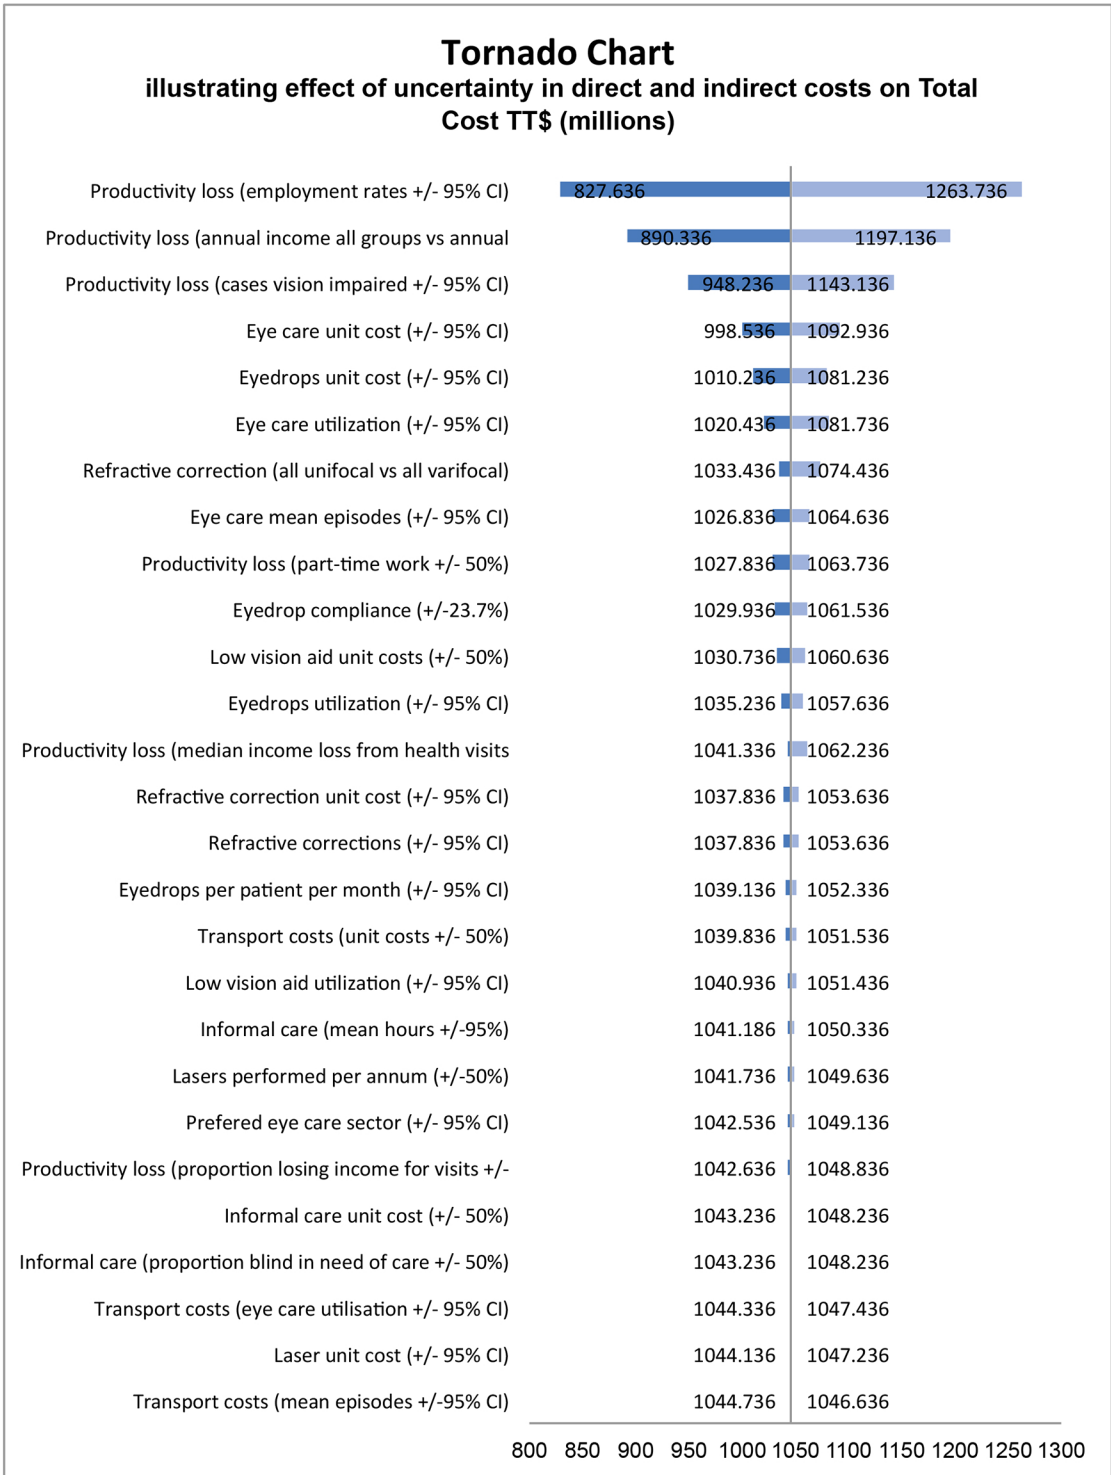 Tornado Chart
illustrating effect of uncertainty in direct and indirect costs on Total
Cost TT$ (millions)
Productivity loss (employment rates +/- 95% CI) 827.636 1263.736
Productivity loss (annual income all groups vs annual 890.336 1197.136
Productivity loss (cases vision impaired +/- 95% CI) 948.236 1143.136
Eye care unit cost (+/- 95% CI) 998.536 1092.936
Eyedrops unit cost (+/- 95% CI) 1010.236 1081.236
Eye care utilization (+/- 95% CI) 1020.436 1081.736
Refractive correction (all unifocal vs all varifocal) 1033.436 1074.436
Eye care mean episodes (+/- 95% CI) 1026.836 1064.636
Productivity loss (part-time work +/- 50%) 1027.836 1063.736
Eyedrop compliance (+/-23.7%) 1029.936 1061.536
Low vision aid unit costs (+/- 50%) 1030.736 1060.636
Eyedrops utilization (+/- 95% CI) 1035.236 1057.636
Productivity loss (median income loss from health visits 1041.336 1062.236
Refractive correction unit cost (+/- 95% CI) 1037.836 1053.636
Refractive corrections (+/- 95% CI) 1037.836 1053.636
Eyedrops per patient per month (+/- 95% CI) 1039.136 1052.336
Transport costs (unit costs +/- 50%) 1039.836 1051.536
Low vision aid utilization (+/- 95% CI) 1040.936 1051.436
Informal care (mean hours +/-95%) 1041.186 1050.336
Lasers performed per annum (+/-50%) 1041.736 1049.636
Prefered eye care sector (+/- 95% CI) 1042.536 1049.136
Productivity loss (proportion losing income for visits +/- 1042.636 1048.836
Informal care unit cost (+/- 50%) 1043.236 1048.236
Informal care (proportion blind in need of care +/- 50%) 1043.236 1048.236
Transport costs (eye care utilisation +/- 95% CI) 1044.336 1047.436
Laser unit cost (+/- 95% CI) 1044.136 1047.236
Transport costs (mean episodes +/-95% CI) 1044.736 1046.636
800 850 900 950 1000 1050 1100 1150 1200 1250 1300